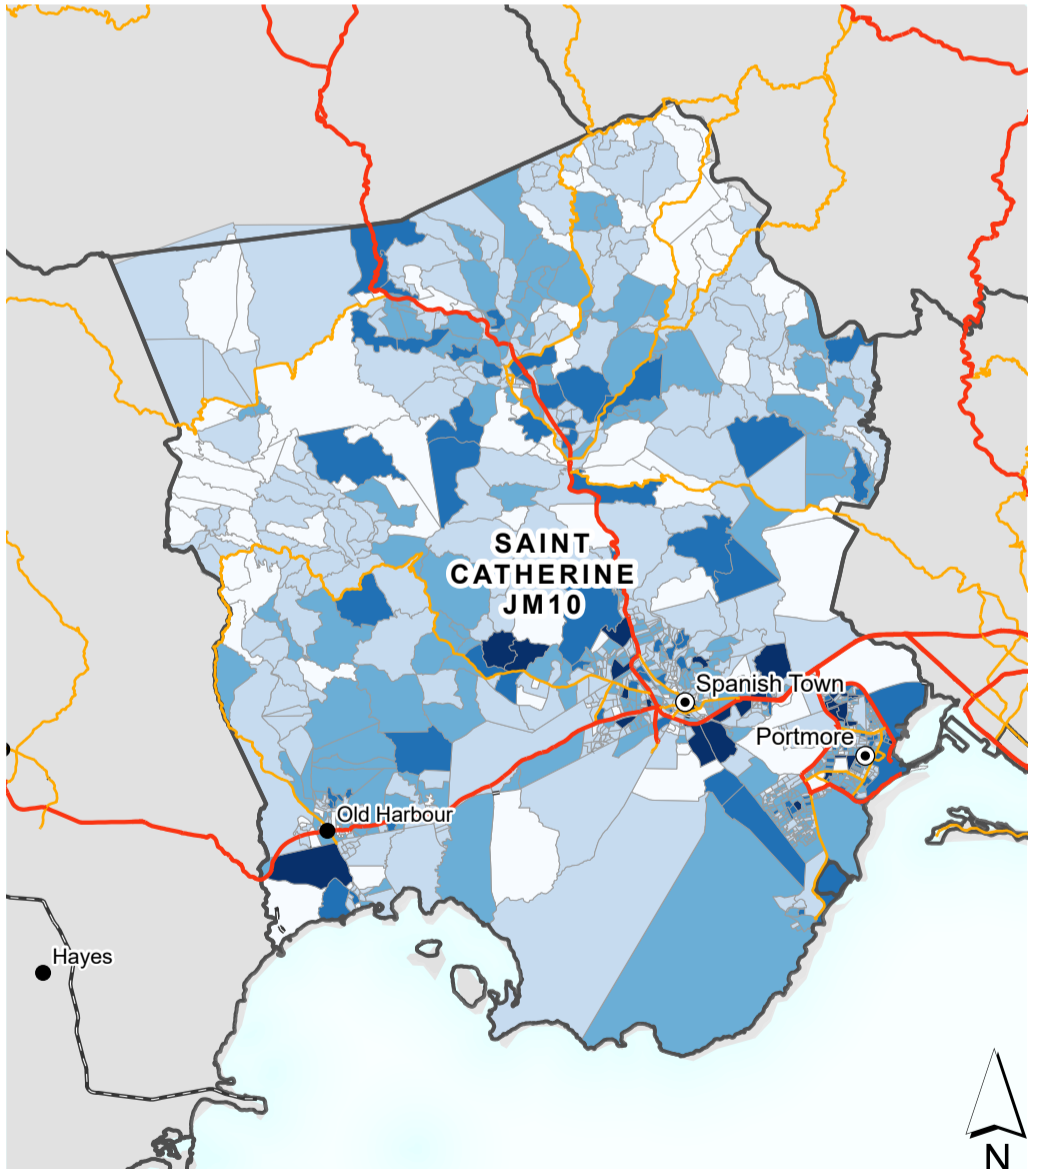 SAINT
CATHERINE
JM10
Spanish Town
Portmore
Old Harbour
Hayes
N